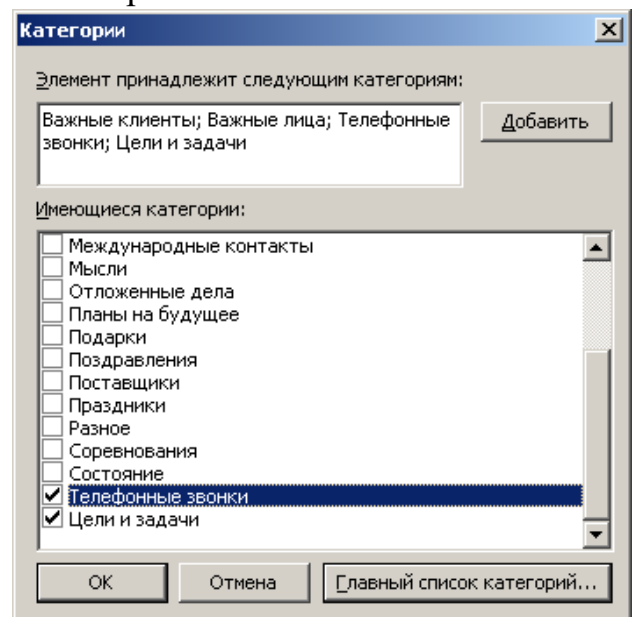 Категории
Элемент принадлежит следующим категориям:
Важные клиенты; Важные лица; Телефонные
звонки; Цели и задачи
Добавить
Имеющиеся категории:
Международные контакты
Мысли
Отложенные дела
Планы на будущее
Подарки
Поздравления
Поставщики
Праздники
Разное
Соревнования
Состояние
Телефонные звонки
Цели и задачи
ОК
Отмена
Главный список категорий...